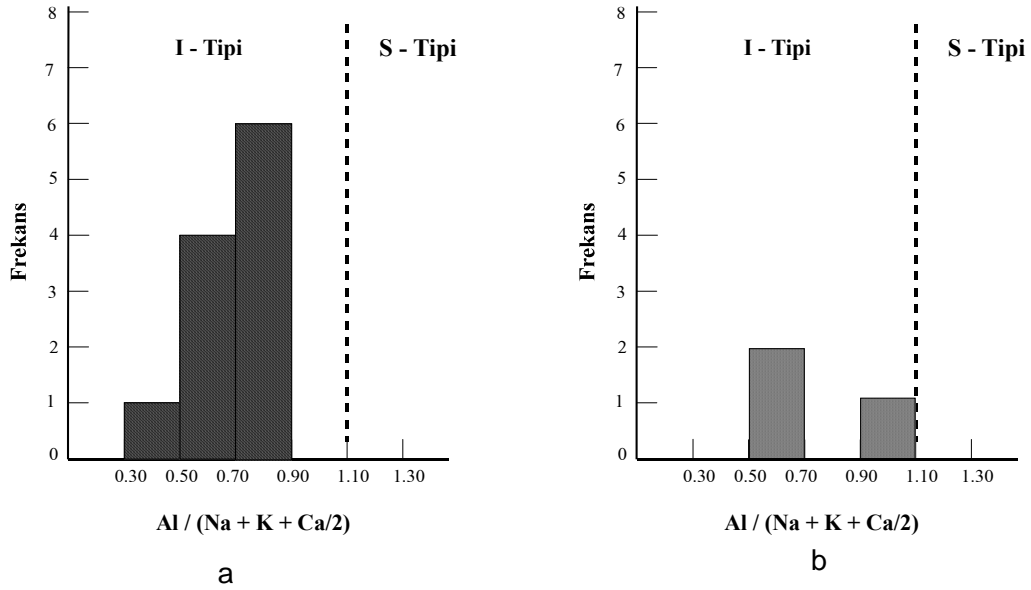 8
7
6
5
4
3
2
1
0
Frekans
I - Tipi
S - Tipi
0.30 0.50 0.70 0.90 1.10 1.30
Al / (Na + K + Ca/2)
a
8
7
6
5
4
3
2
1
0
Frekans
I - Tipi
S - Tipi
0.30 0.50 0.70 0.90 1.10 1.30
Al / (Na + K + Ca/2)
b